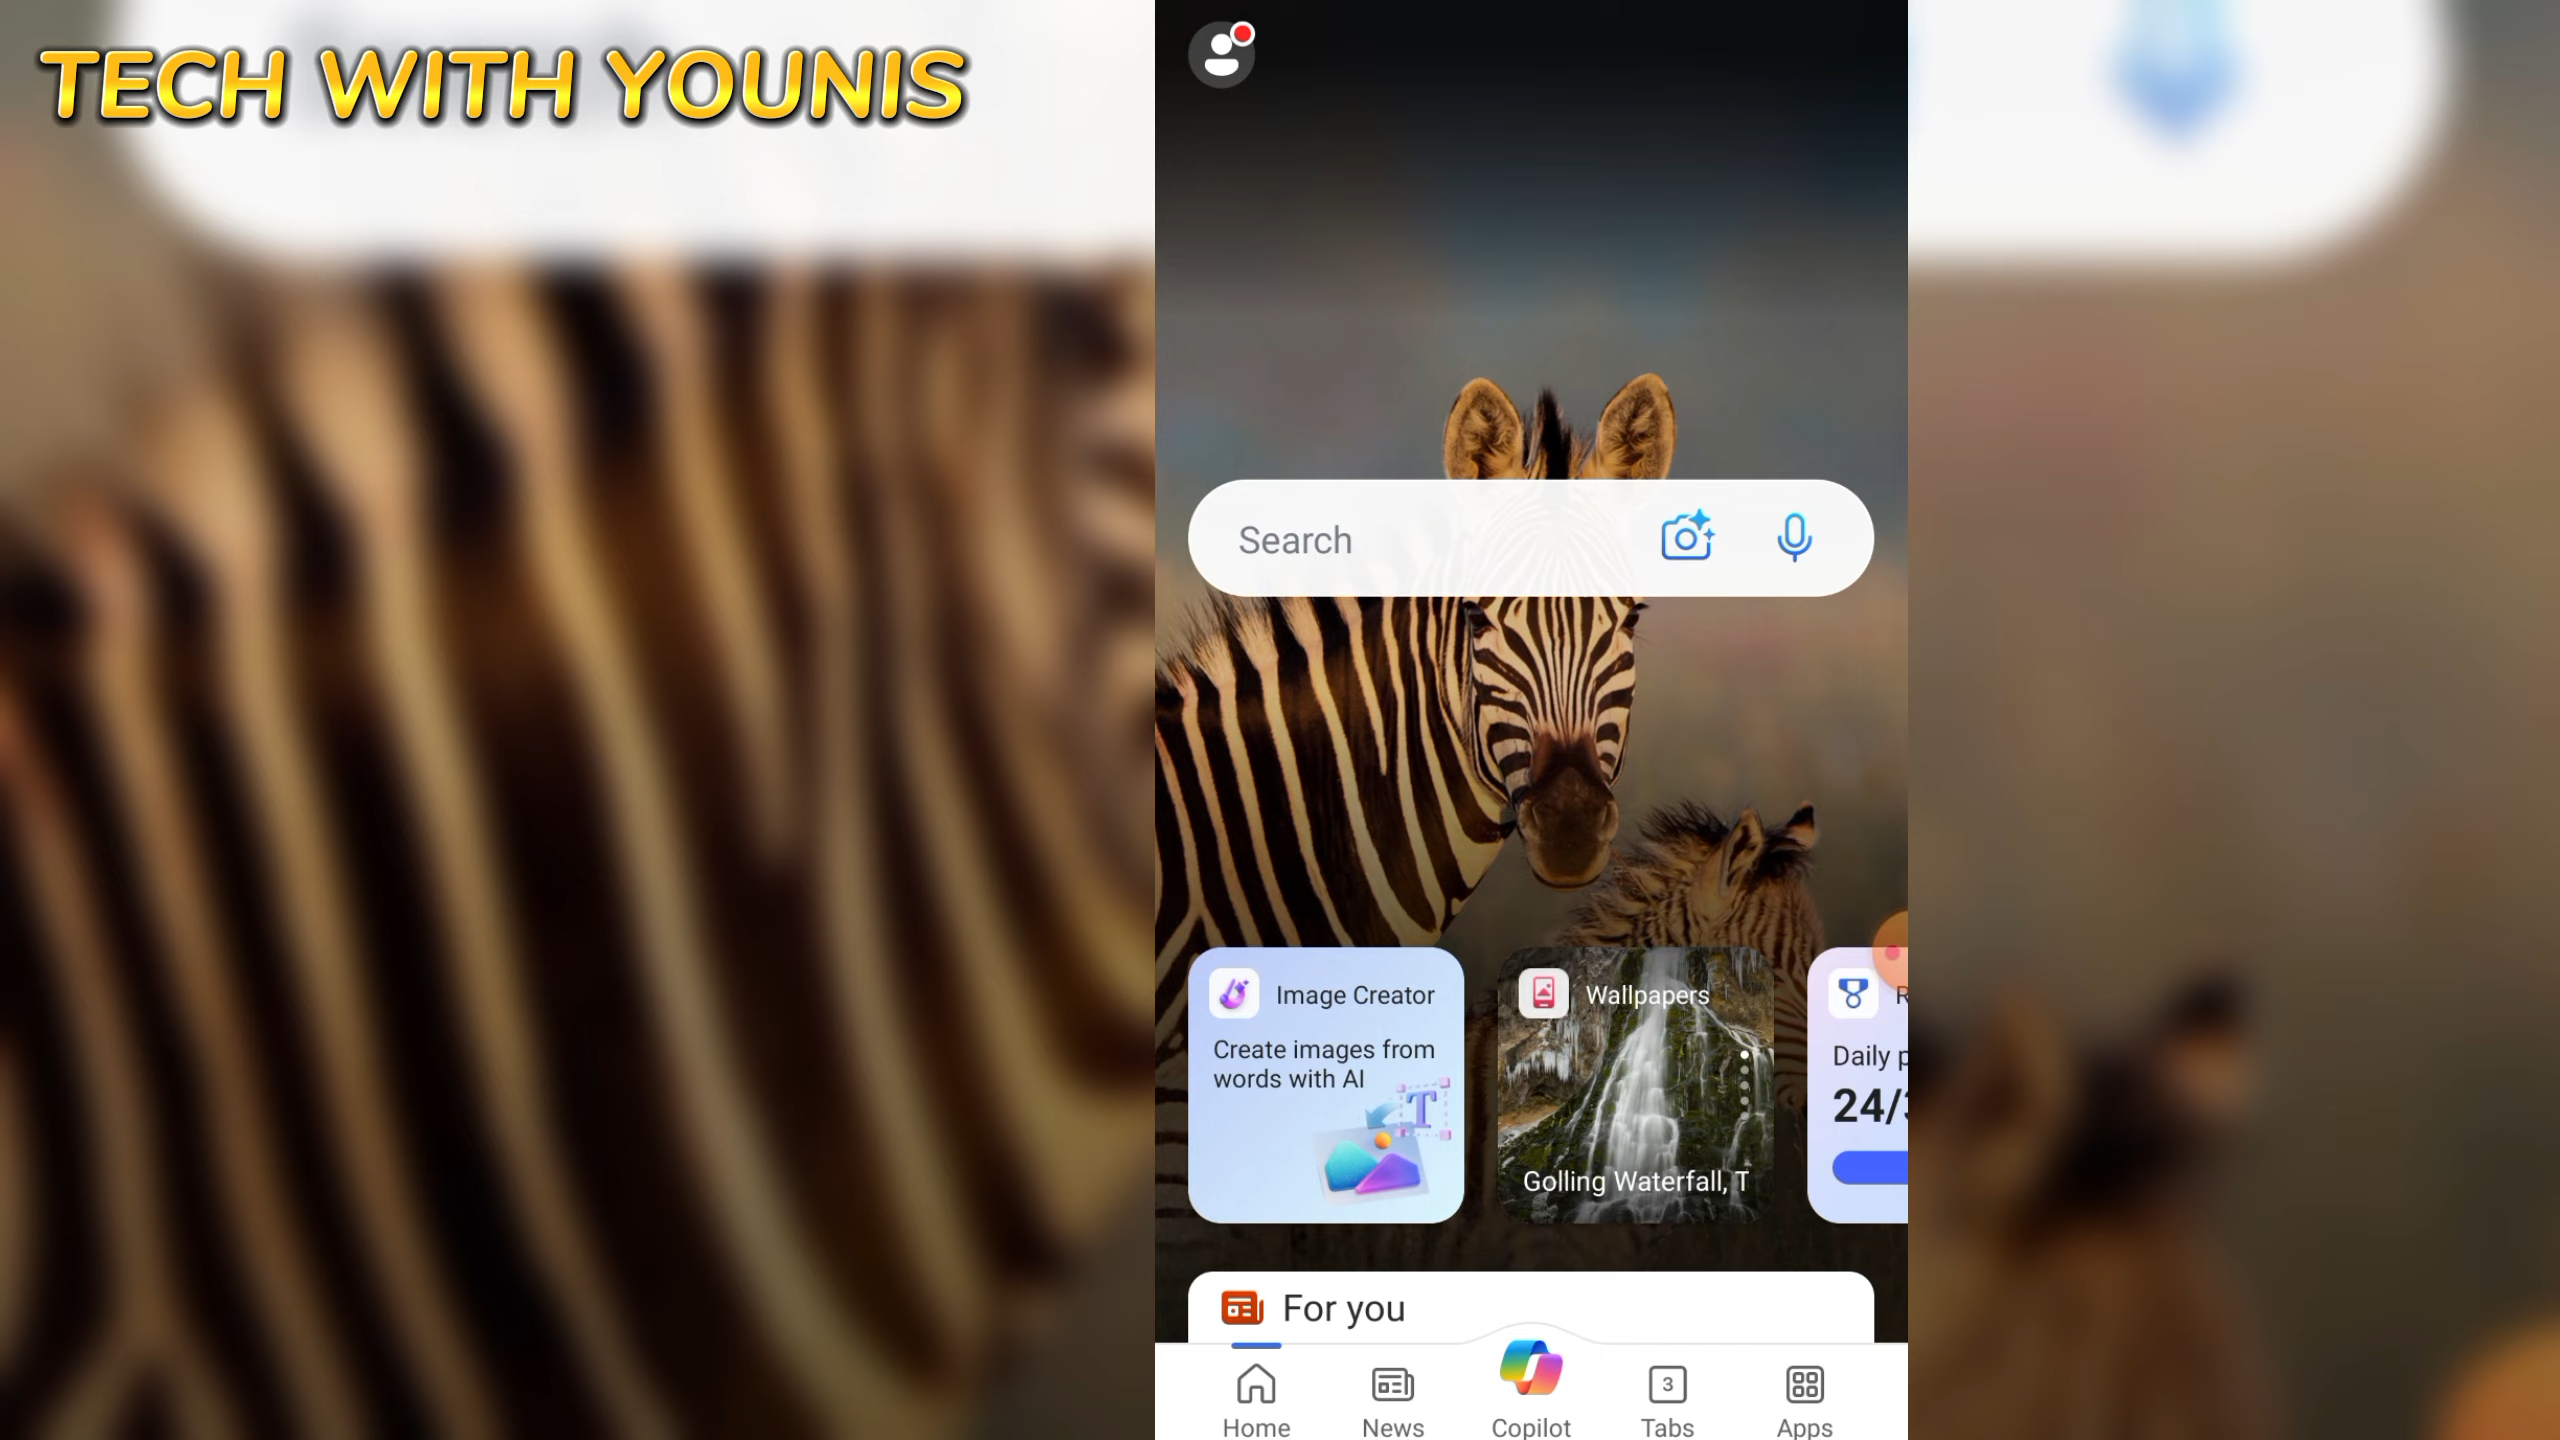 TECH WITH YOUNIS
Search
Image Creator
Create images from
words with AI
Wallpapers
Golling Waterfall, T
Daily
24/
For you
Home
News
Copilot
3
Tabs
Apps